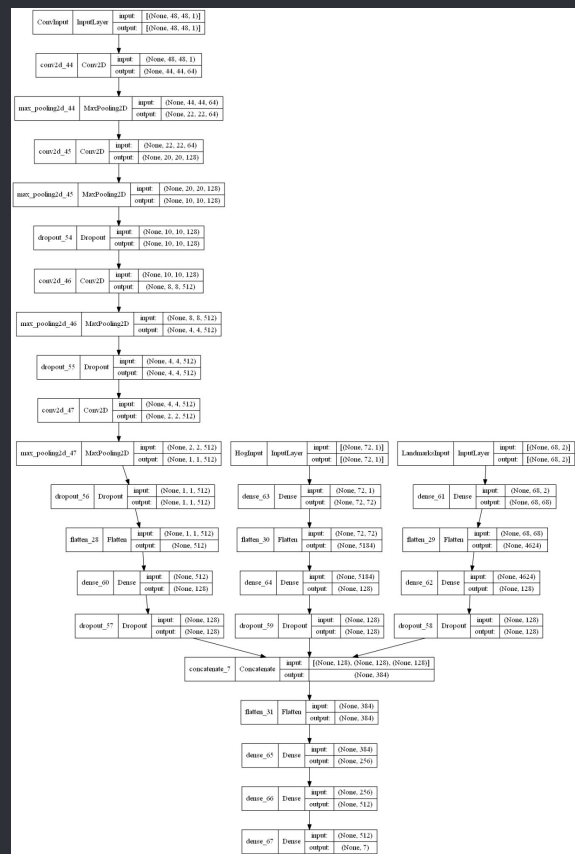 ConvInput InputLayer input: [(None, 48, 48, 1)]
output: [(None, 48, 48, 1)]
conv2d_44 Conv2D input: (None, 48, 48, 1)
output: (None, 44, 44, 64)
max_pooling2d_44 MaxPooling2D input: (None, 44, 44, 64)
output: (None, 22, 22, 64)
conv2d_45 Conv2D input: (None, 22, 22, 64)
output: (None, 20, 20, 128)
max_pooling2d_45 MaxPooling2D input: (None, 20, 20, 128)
output: (None, 10, 10, 128)
dropout_54 Dropout input: (None, 10, 10, 128)
output: (None, 10, 10, 128)
conv2d_46 Conv2D input: (None, 10, 10, 128)
output: (None, 8, 8, 512)
max_pooling2d_46 MaxPooling2D input: (None, 8, 8, 512)
output: (None, 4, 4, 512)
dropout_55 Dropout input: (None, 4, 4, 512)
output: (None, 4, 4, 512)
conv2d_47 Conv2D input: (None, 4, 4, 512)
output: (None, 2, 2, 512)
max_pooling2d_47 MaxPooling2D input: (None, 2, 2, 512)
output: (None, 1, 1, 512)
HogInput InputLayer input: [(None, 72, 1)]
output: [(None, 72, 1)]
LandmarksInput InputLayer input: [(None, 68, 2)]
output: [(None, 68, 2)]
dropout_56 Dropout input: (None, 1, 1, 512)
output: (None, 1, 1, 512)
dense_63 Dense input: (None, 72, 1)
output: (None, 72, 72)
dense_61 Dense input: (None, 68, 2)
output: (None, 68, 68)
flatten_28 Flatten input: (None, 1, 1, 512)
output: (None, 512)
flatten_30 Flatten input: (None, 72, 72)
output: (None, 5184)
flatten_29 Flatten input: (None, 68, 68)
output: (None, 4624)
dense_60 Dense input: (None, 512)
output: (None, 128)
dense_64 Dense input: (None, 5184)
output: (None, 128)
dense_62 Dense input: (None, 4624)
output: (None, 128)
dropout_57 Dropout input: (None, 128)
output: (None, 128)
dropout_59 Dropout input: (None, 128)
output: (None, 128)
dropout_58 Dropout input: (None, 128)
output: (None, 128)
concatenate_7 Concatenate input: [(None, 128), (None, 128), (None, 128)]
output: (None, 384)
flatten_31 Flatten input: (None, 384)
output: (None, 384)
dense_65 Dense input: (None, 384)
output: (None, 256)
dense_66 Dense input: (None, 256)
output: (None, 512)
dense_67 Dense input: (None, 512)
output: (None, 7)